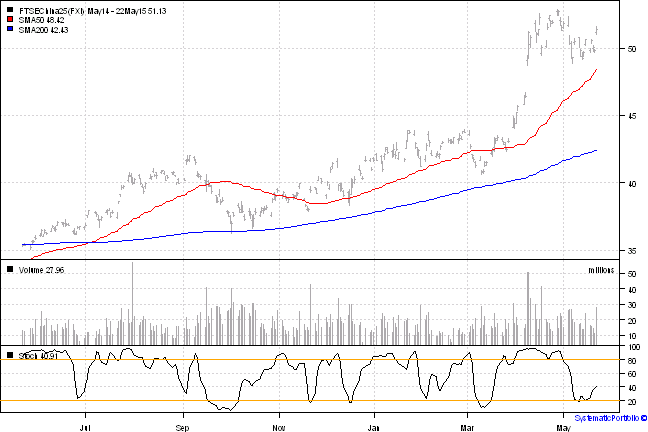 FTSEChina25(FXI) May14 - 22May15 51.13
SMA50 48.42
SMA200 42.43
50
45
40
35
Volume 27.96
millions
50
40
30
20
10
Stoch 40.91
100
80
60
40
20
Jul Sep Nov Jan Mar May
SystematicPortfolio ©